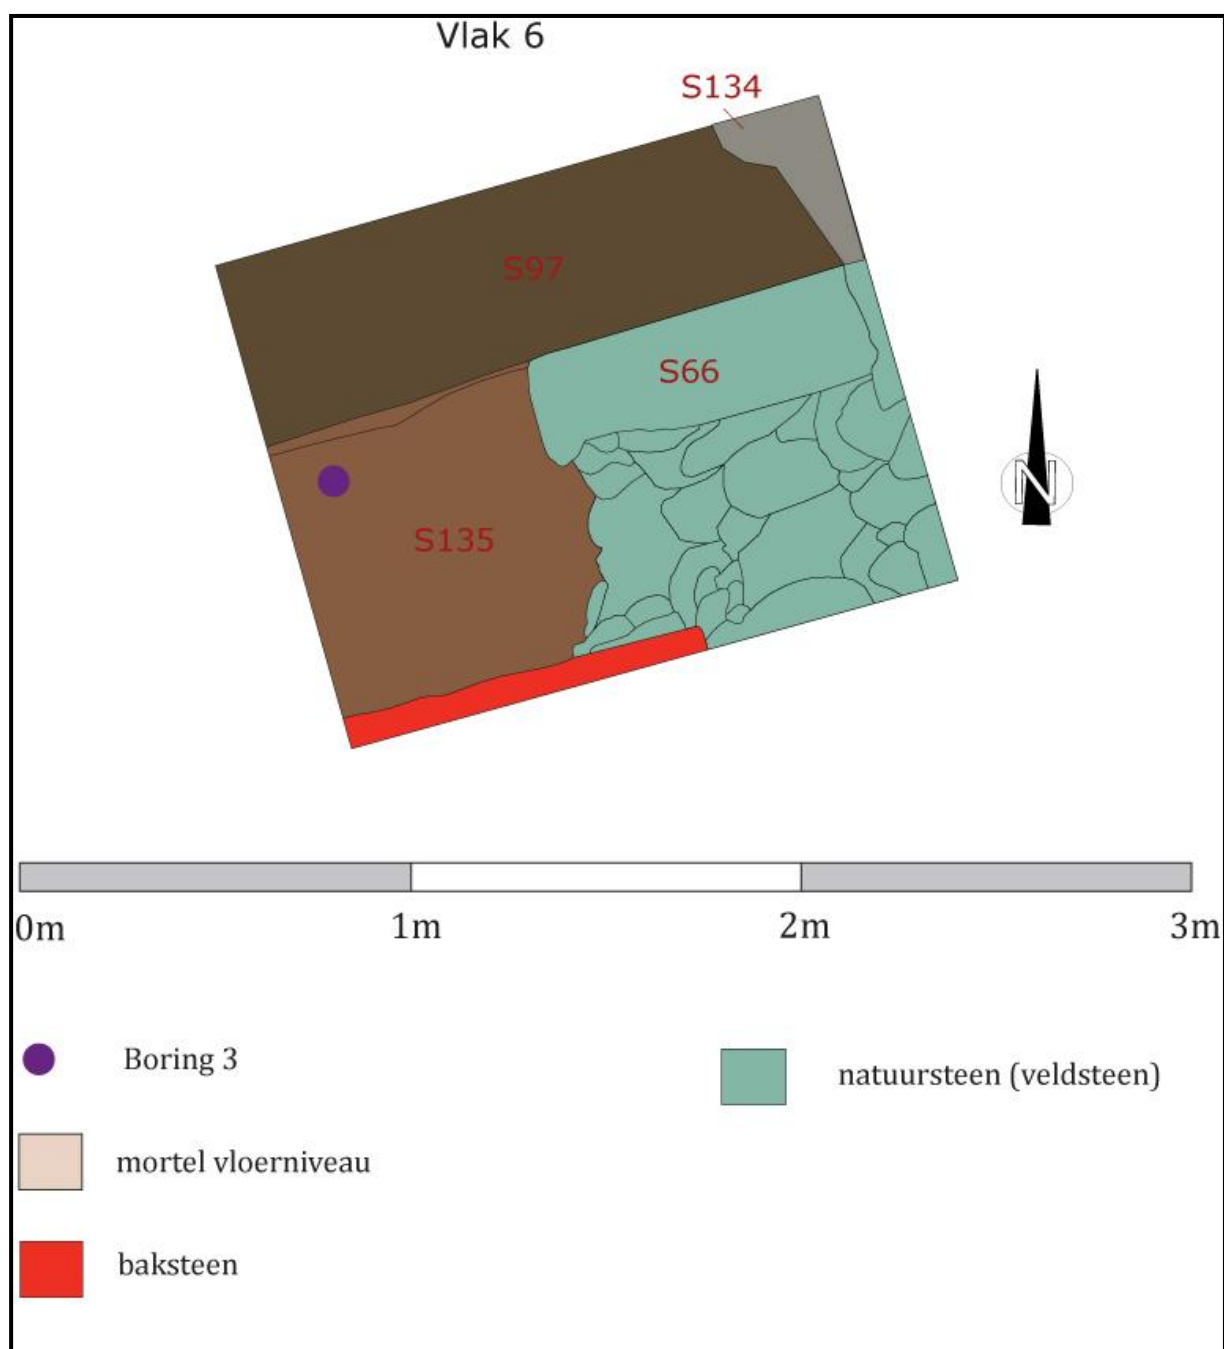 Vlak 6
S134
S97
S66
S135
N
0m 1m 2m 3m
Boring 3
natuursteen (veldsteen)
mortel vloerniveau
baksteen